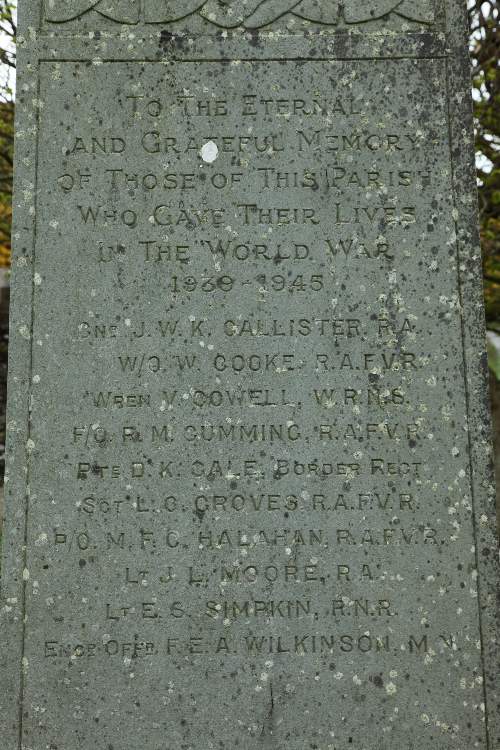 To The Eternal
and Grateful Memory
of Those of This Parish
Who Gave Their Lives
in The World War
1939-1945
Gnr J. W. K. CALLISTER, R.A.
W/O. W. COOKE, R.A.F.V.R.
Wren V. COWELL, W.R.N.S.
F/O. R. M. CUMMING, R.A.F.V.R.
Pte D. K. GALE, Border Regt
Sgt L. C. GROVES, R.A.F.V.R.
P/O. M. F. C. HALAHAN, R.A.F.V.R.
Lt J. L. MOORE, R.A.
Lt E. S. SIMPKIN, R.N.R.
Engr Offr F. E. A. WILKINSON, M.N.